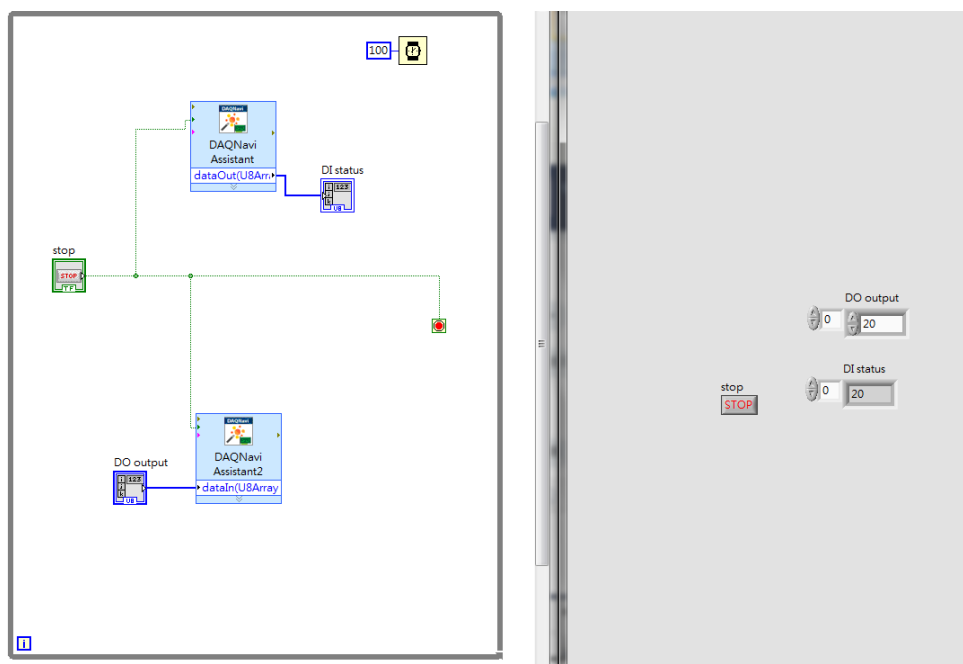 100
DAQNavi
DAQNavi
Assistant
dataOut(U8Arr
DI status
123
U8
stop
STOP
TF
DAQNavi
DAQNavi
Assistant2
dataIn(U8Array
DO output
123
U8
i
DO output
0
20
DI status
0
20
stop
STOP